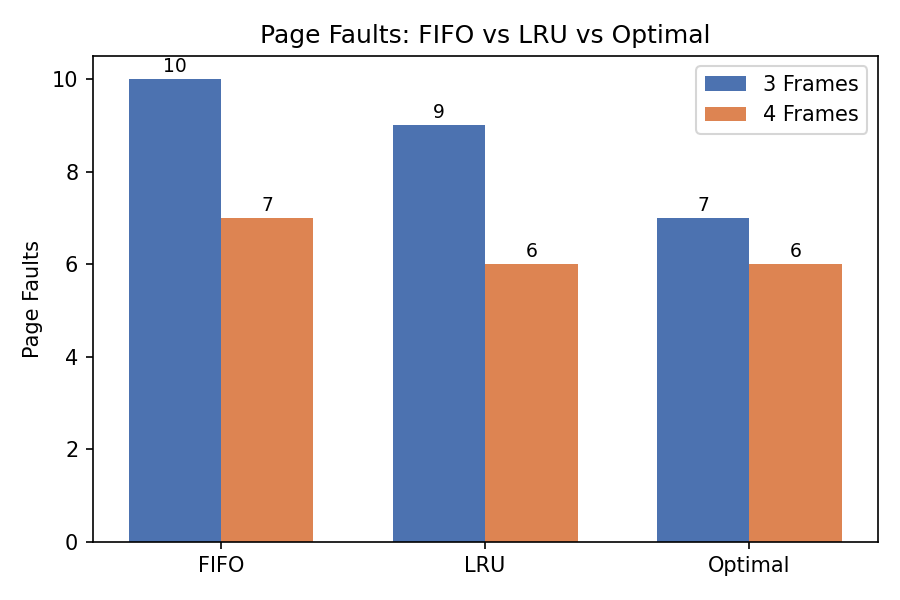 Page Faults: FIFO vs LRU vs Optimal
3 Frames
4 Frames
Page Faults
10
8
6
4
2
0
10
7
9
6
7
6
FIFO
LRU
Optimal